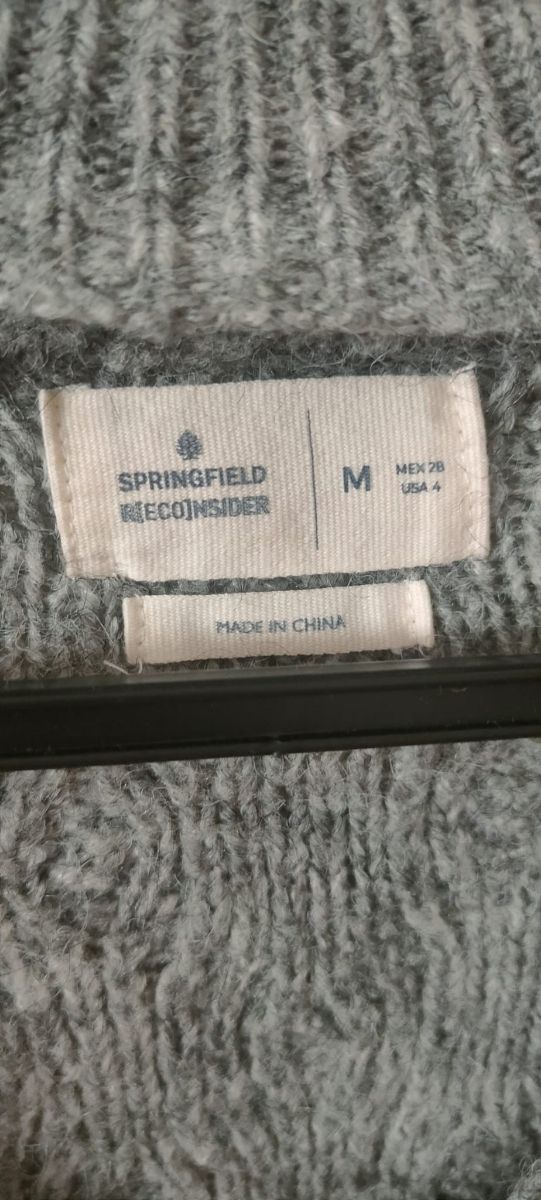 SPRINGFIELD
R[ECO]NSIDER
M
MEX 28
USA 4
MADE IN CHINA